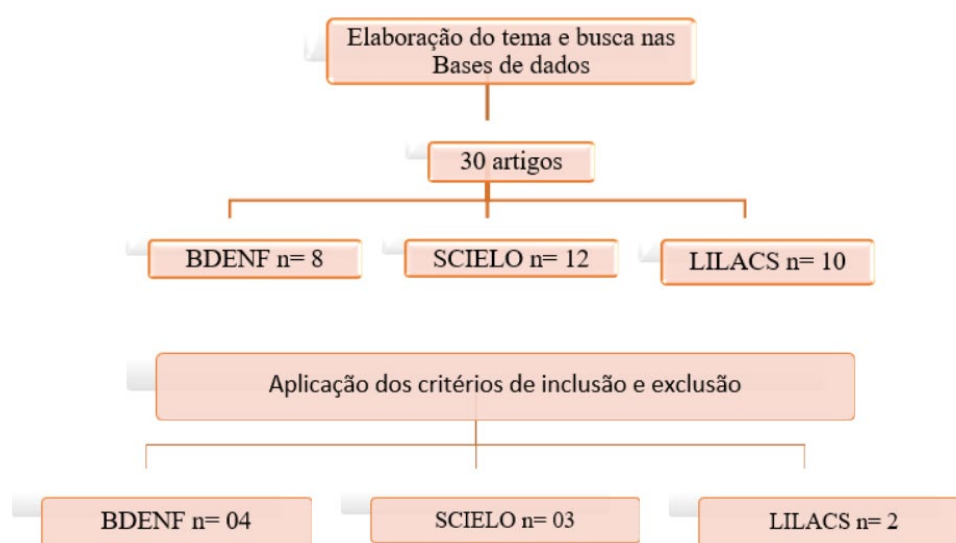 Elaboração do tema e busca nas
Bases de dados
30 artigos
BDENF n= 8
SCIELO n= 12
LILACS n= 10
Aplicação dos critérios de inclusão e exclusão
BDENF n= 04
SCIELO n= 03
LILACS n= 2